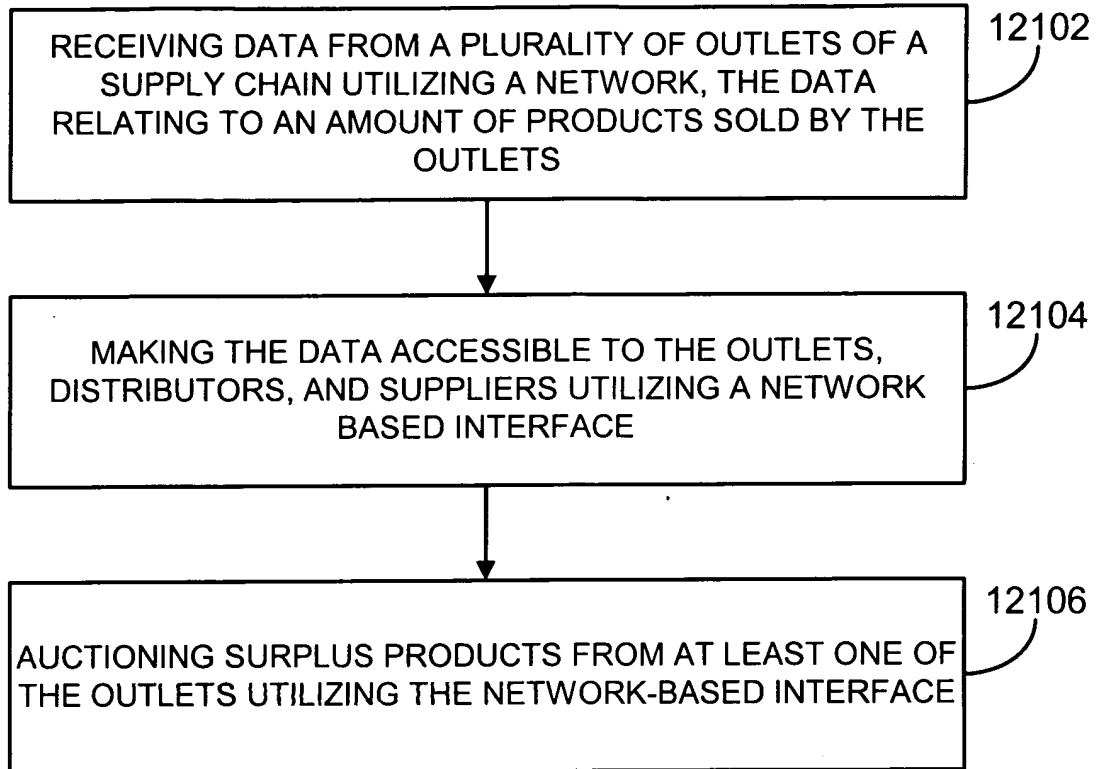 RECEIVING DATA FROM A PLURALITY OF OUTLETS OF A
SUPPLY CHAIN UTILIZING A NETWORK, THE DATA
RELATING TO AN AMOUNT OF PRODUCTS SOLD BY THE
OUTLETS
12102
MAKING THE DATA ACCESSIBLE TO THE OUTLETS,
DISTRIBUTORS, AND SUPPLIERS UTILIZING A NETWORK
BASED INTERFACE
12104
AUCTIONING SURPLUS PRODUCTS FROM AT LEAST ONE OF
THE OUTLETS UTILIZING THE NETWORK-BASED INTERFACE
12106